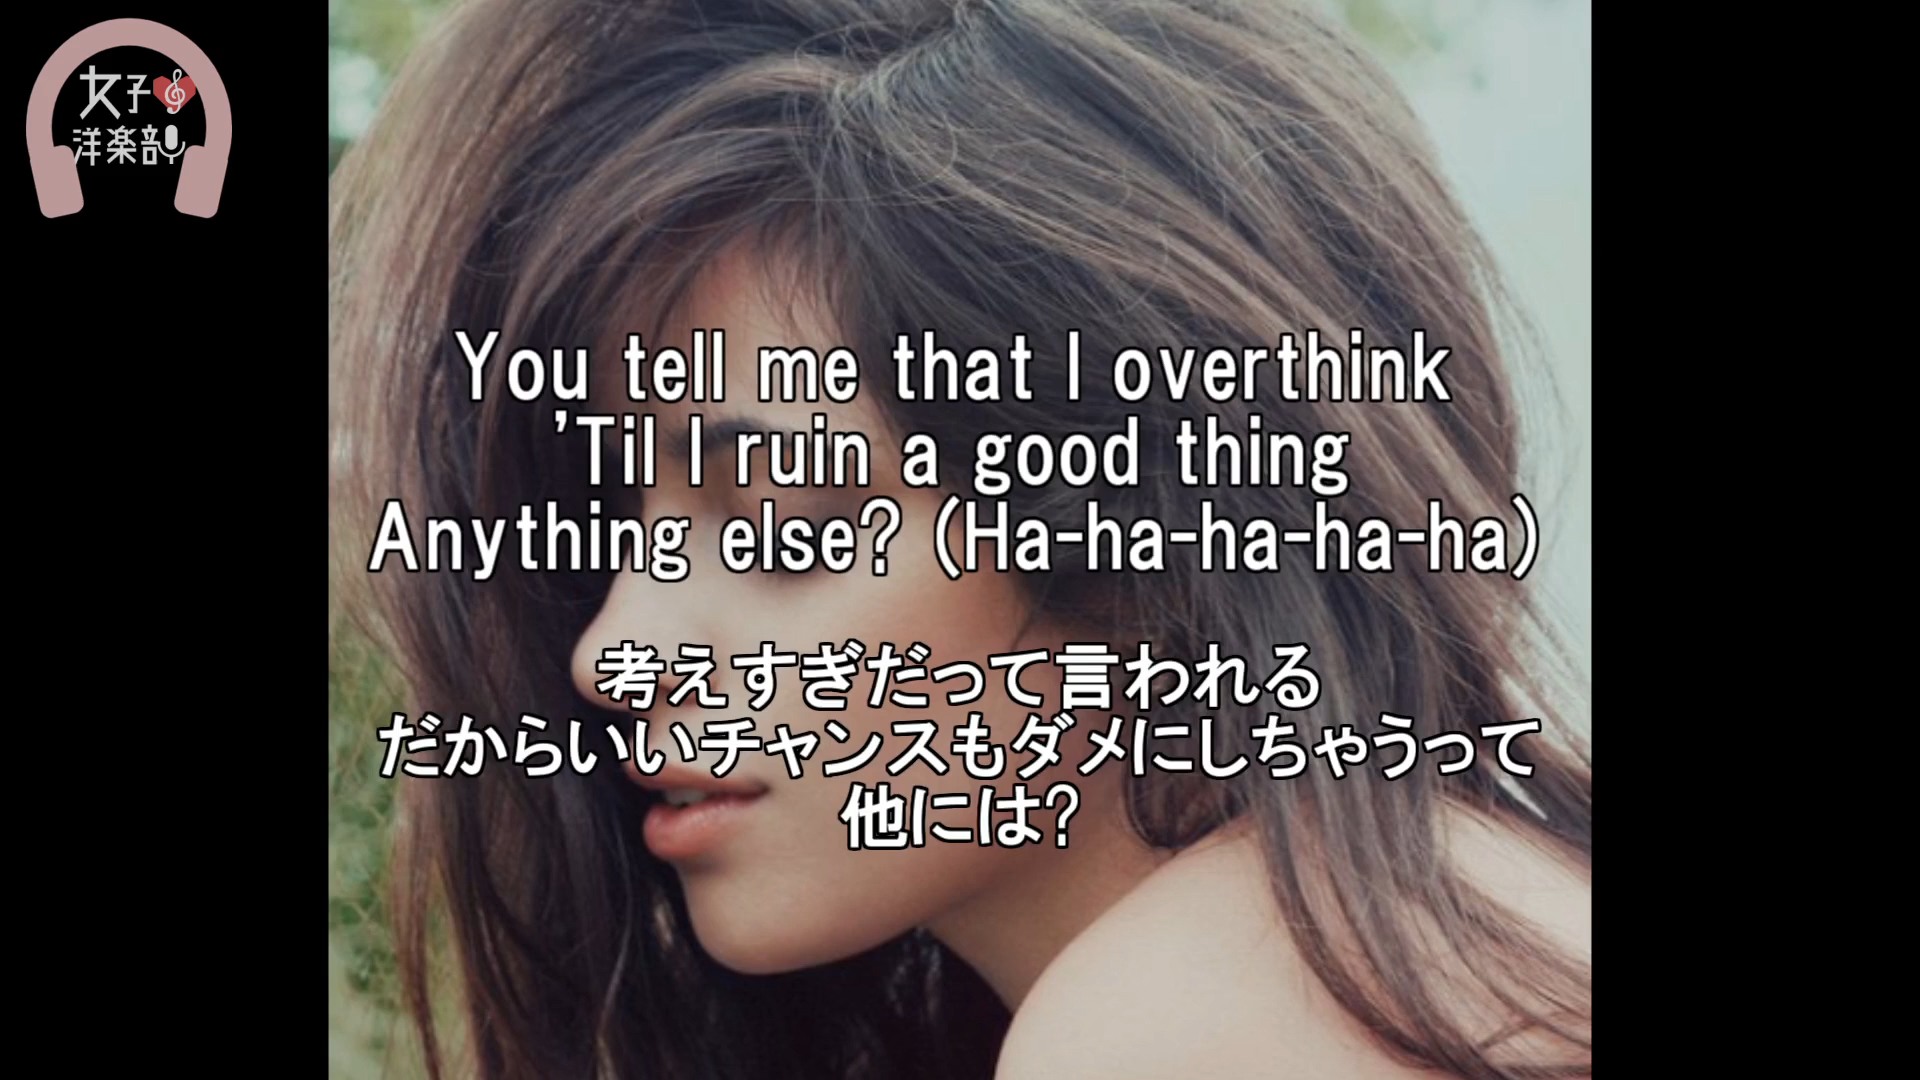 女子
洋楽部
You tell me that I overthink
'Til I ruin a good thing
Anything else? (Ha-ha-ha-ha-ha)
考えすぎだって言われる
だからいいチャンスもダメにしちゃうって
他には?